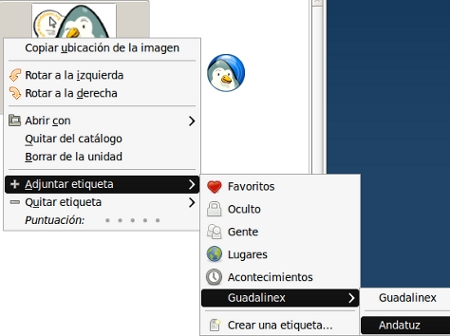 Copiar ubicación de la imagen
Rotar a la izquierda
Rotar a la derecha
Abrir con
Quitar del catálogo
Borrar de la unidad
Adjuntar etiqueta
Quitar etiqueta
Puntuación:
Favoritos
Oculto
Gente
Lugares
Acontecimientos
Guadalinex
Crear una etiqueta...
Guadalinex
Andatuz